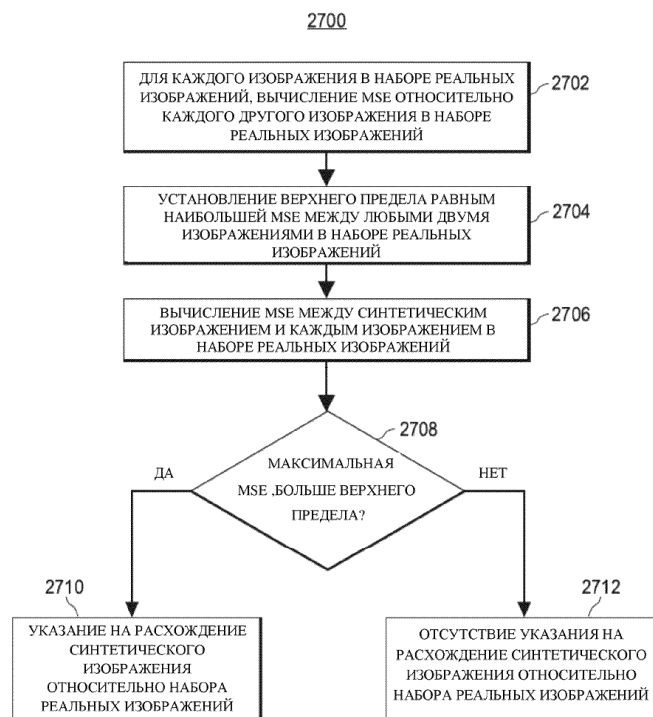 2700
ДЛЯ КАЖДОГО ИЗОБРАЖЕНИЯ В НАБОРЕ РЕАЛЬНЫХ
ИЗОБРАЖЕНИЙ, ВЫЧИСЛЕНИЕ MSE ОТНОСИТЕЛЬНО
КАЖДОГО ДРУГОГО ИЗОБРАЖЕНИЯ В НАБОРЕ
РЕАЛЬНЫХ ИЗОБРАЖЕНИЙ
2702
УСТАНОВЛЕНИЕ ВЕРХНЕГО ПРЕДЕЛА РАВНЫМ
НАИБОЛЬШЕЙ MSE МЕЖДУ ЛЮБЫМИ ДВУМЯ
ИЗОБРАЖЕНИЯМИ В НАБОРЕ РЕАЛЬНЫХ
ИЗОБРАЖЕНИЙ
2704
ВЫЧИСЛЕНИЕ MSE МЕЖДУ СИНТЕТИЧЕСКИМ
ИЗОБРАЖЕНИЕМ И КАЖДЫМ ИЗОБРАЖЕНИЕМ В
НАБОРЕ РЕАЛЬНЫХ ИЗОБРАЖЕНИЙ
2706
2708
МАКСИМАЛЬНАЯ
MSE ,БОЛЬШЕ ВЕРХНЕГО
ПРЕДЕЛА?
ДА
НЕТ
2710
УКАЗАНИЕ НА РАСХОЖДЕНИЕ
СИНТЕТИЧЕСКОГО
ИЗОБРАЖЕНИЯ
ОТНОСИТЕЛЬНО НАБОРА
РЕАЛЬНЫХ ИЗОБРАЖЕНИЙ
2712
ОТСУТСТВИЕ УКАЗАНИЯ НА
РАСХОЖДЕНИЕ СИНТЕТИЧЕСКОГО
ИЗОБРАЖЕНИЯ ОТНОСИТЕЛЬНО
НАБОРА РЕАЛЬНЫХ ИЗОБРАЖЕНИЙ